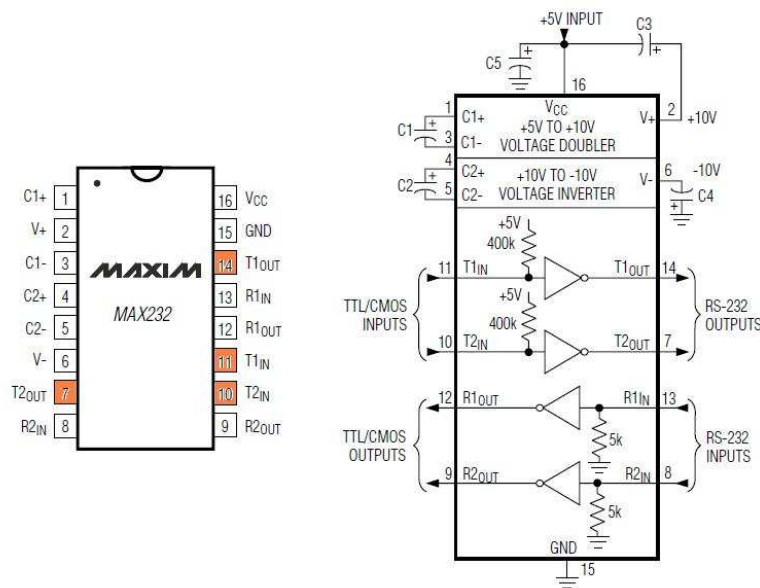 C1+ 1
V+ 2
C1- 3
C2+ 4
C2- 5
V- 6
T2OUT 7
R2IN 8
MAXIM
MAX232
16 VCC
15 GND
14 T1OUT
13 R1IN
12 R1OUT
11 T1IN
10 T2IN
9 R2OUT
+5V INPUT
C3
C5 +
+
16
1 C1+
VCC
V+ 2
+10V
C1 +
3 C1-
+5V TO +10V
VOLTAGE DOUBLER
4 C2+
C2 +
5 C2-
+10V TO -10V
VOLTAGE INVERTER
V- 6
-10V
+ C4
+5V
400k
11 T1IN
T1OUT 14
+5V
400k
10 T2IN
T2OUT 7
TTL/CMOS
INPUTS
RS-232
OUTPUTS
12 R1OUT
R1IN 13
5k
9 R2OUT
R2IN 8
5k
TTL/CMOS
OUTPUTS
RS-232
INPUTS
GND
15